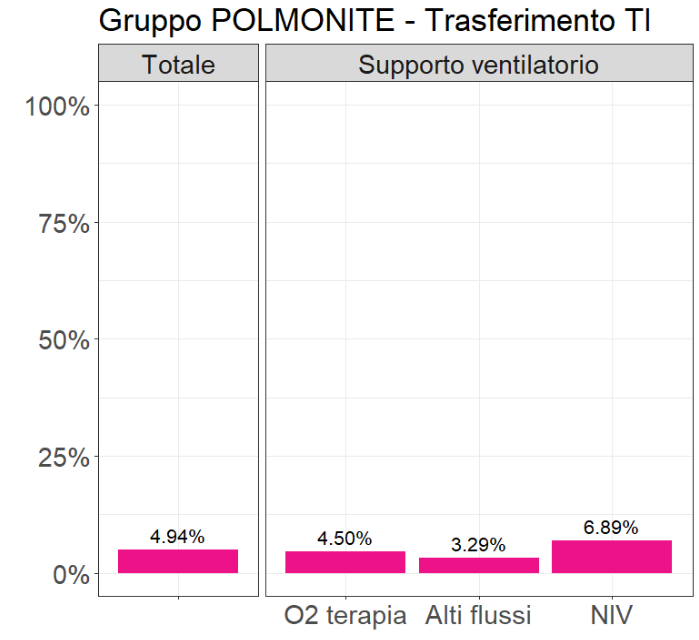 Gruppo POLMONITE - Trasferimento TI
Totale
Supporto ventilatorio
100%
75%
50%
25%
0%
4.94%
4.50%
3.29%
6.89%
O2 terapia
Alti flussi
NIV